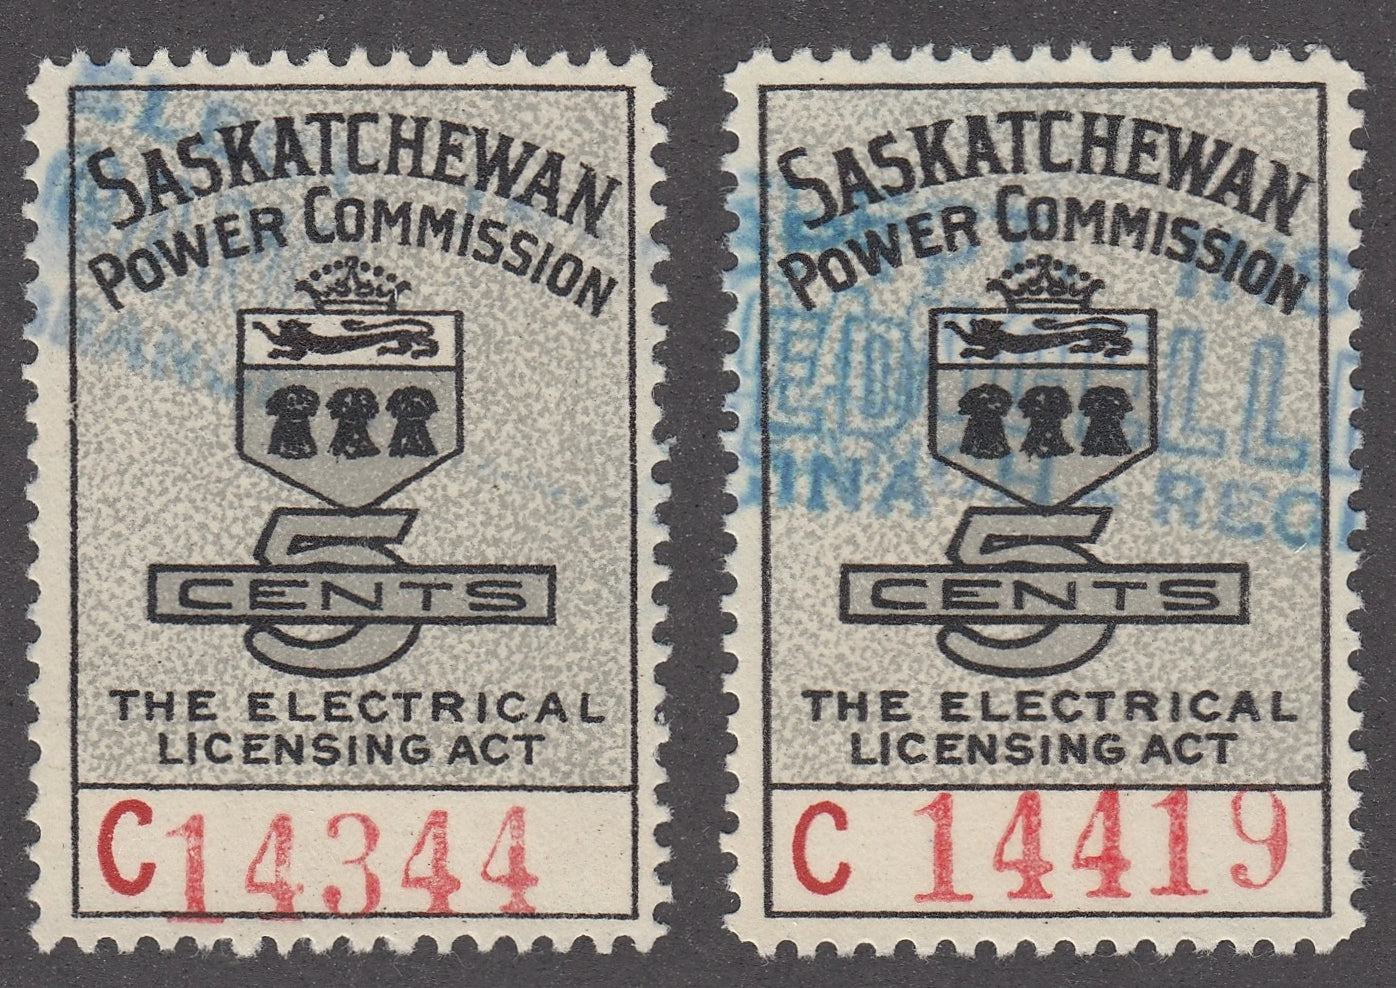 SASKATCHEWAN
POWER COMMISSION
5
CENTS
THE ELECTRICAL
LICENSING ACT
C 14344
SASKATCHEWAN
POWER COMMISSION
5
CENTS
THE ELECTRICAL
LICENSING ACT
C 14419